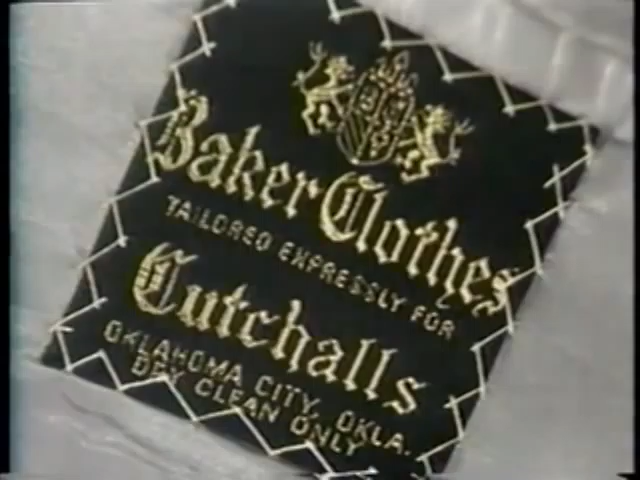 Baker Clothes
TAILORED EXPRESSLY FOR
Cutchalls
OKLAHOMA CITY, OKLA.
DRY CLEAN ONLY